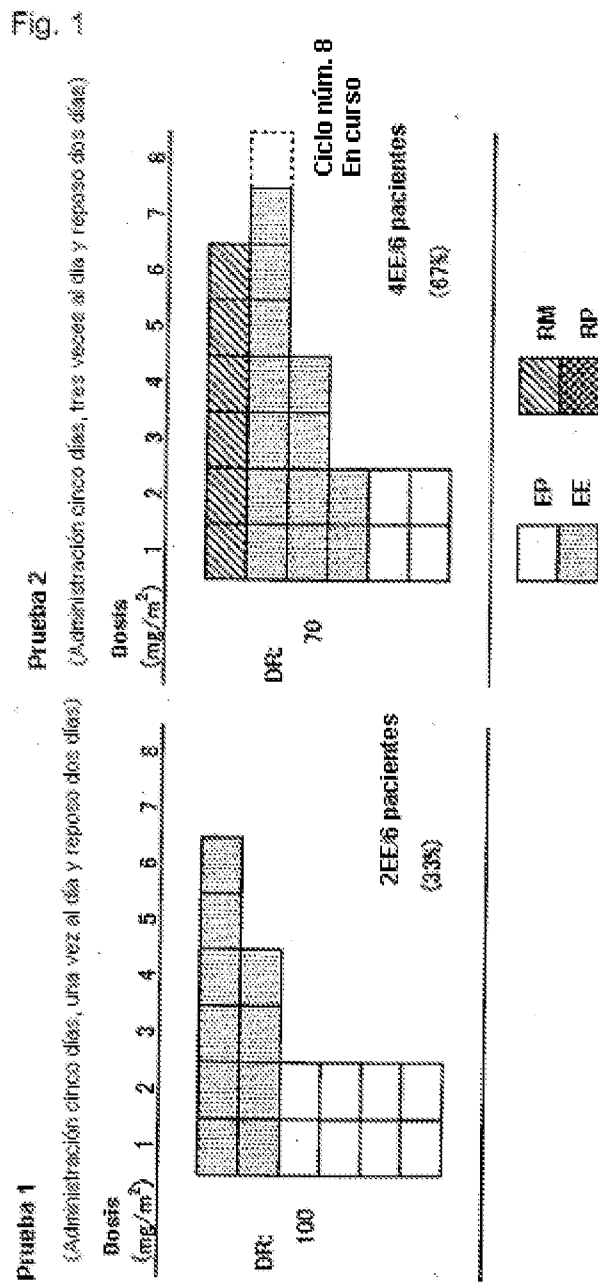 Fig. 1
Prueba 1
(Administración cinco días, una vez al día y reposo dos días)
Dosis
(mg/m²) 1 2 3 4 5 6 7 8
DR:
100
2EE/6 pacientes
(33%)
Prueba 2
(Administración cinco días, tres veces al día y reposo dos días)
Dosis
(mg/m²) 1 2 3 4 5 6 7 8
DR:
70
Ciclo núm. 8
En curso
4EE/6 pacientes
(67%)
EP RM
EE RP